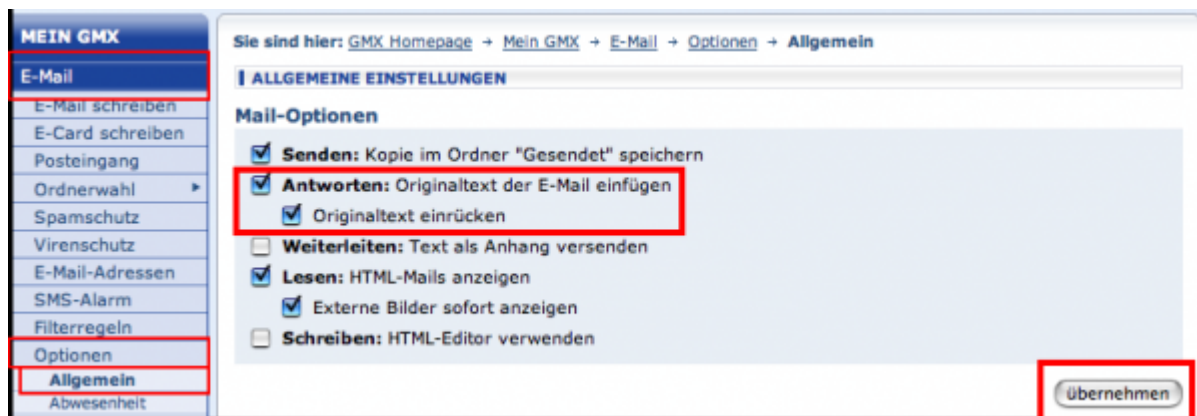 MEIN GMX
E-Mail
E-Mail schreiben
E-Card schreiben
Posteingang
Ordnerwahl
Spamschutz
Virenschutz
E-Mail-Adressen
SMS-Alarm
Filterregeln
Optionen
Allgemein
Abwesenheit
Sie sind hier: GMX Homepage → Mein GMX → E-Mail → Optionen → Allgemein
ALLGEMEINE EINSTELLUNGEN
Mail-Optionen
Senden: Kopie im Ordner "Gesendet" speichern
Antworten: Originaltext der E-Mail einfügen
Originaltext einrücken
Weiterleiten: Text als Anhang versenden
Lesen: HTML-Mails anzeigen
Externe Bilder sofort anzeigen
Schreiben: HTML-Editor verwenden
übernehmen